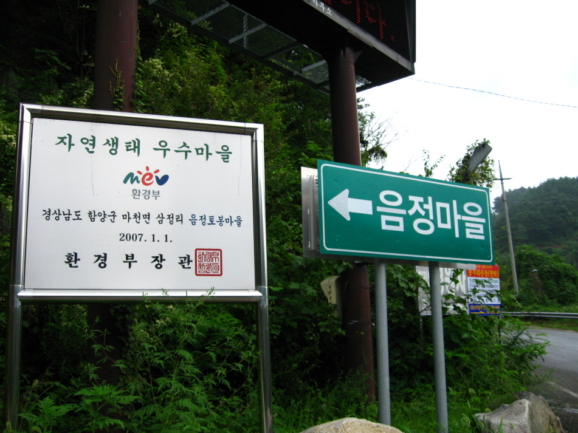 자연생태 우수마을
mev
환경부
경상남도 함양군 마천면 삼정리 음정토봉마을
2007. 1. 1.
환경부장관
음정마을